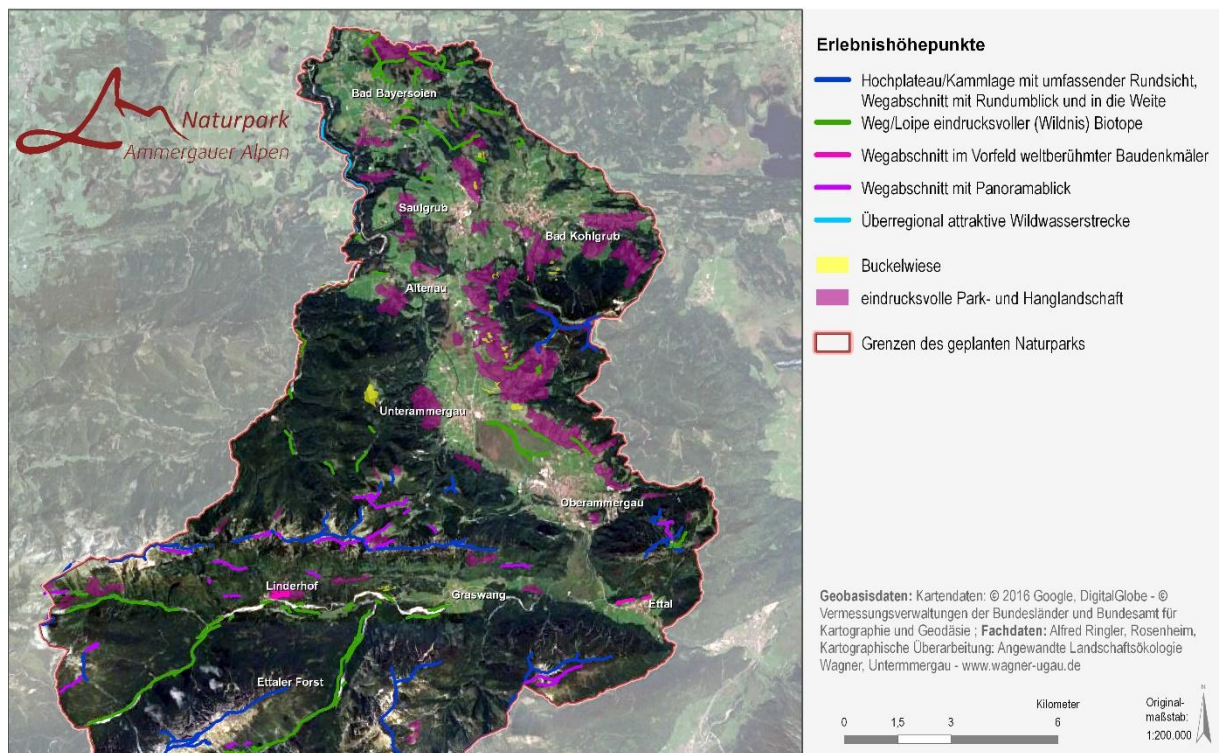 Naturpark
Ammergauer Alpen
Bad Bayersoien
Saulgrub
Bad Kohlgrub
Altenau
Unterammergau
Oberammergau
Linderhof
Graswang
Ettal
Ettaler Forst
Erlebnishöhepunkte
Hochplateau/Kammlage mit umfassender Rundsicht,
Wegabschnitt mit Rundumblick und in die Weite
Weg/Loipe eindrucksvoller (Wildnis) Biotope
Wegabschnitt im Vorfeld weltberühmter Baudenkmäler
Wegabschnitt mit Panoramablick
Überregional attraktive Wildwasserstrecke
Buckelwiese
eindrucksvolle Park- und Hanglandschaft
Grenzen des geplanten Naturparks
Geobasisdaten: Kartendaten: © 2016 Google, DigitalGlobe - ©
Vermessungsverwaltungen der Bundesländer und Bundesamt für
Kartographie und Geodäsie ; Fachdaten: Alfred Ringler, Rosenheim,
Kartographische Überarbeitung: Angewandte Landschaftsökologie
Wagner, Untermmergau - www.wagner-ugau.de
Kilometer
0 1,5 3 6
N
Original-
maßstab:
1:200.000